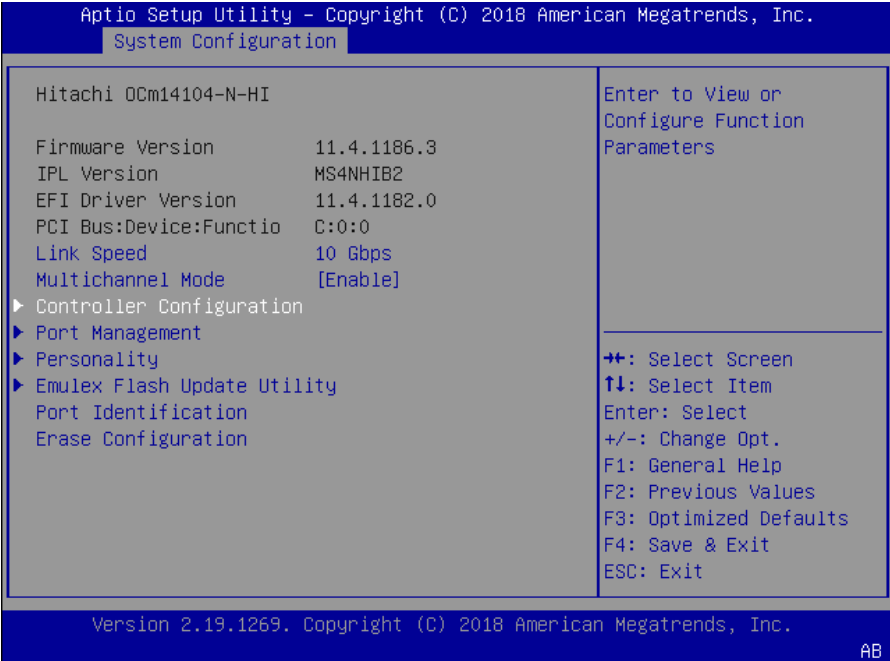 Aptio Setup Utility – Copyright (C) 2018 American Megatrends, Inc.
System Configuration
Hitachi OCm14104-N-HI
Firmware Version 11.4.1186.3
IPL Version MS4NHIB2
EFI Driver Version 11.4.1182.0
PCI Bus:Device:Functio C:0:0
Link Speed 10 Gbps
Multichannel Mode [Enable]
Controller Configuration
Port Management
Personality
Emulex Flash Update Utility
Port Identification
Erase Configuration
Enter to View or
Configure Function
Parameters
→←: Select Screen
↑↓: Select Item
Enter: Select
+/-: Change Opt.
F1: General Help
F2: Previous Values
F3: Optimized Defaults
F4: Save & Exit
ESC: Exit
Version 2.19.1269. Copyright (C) 2018 American Megatrends, Inc.
AB